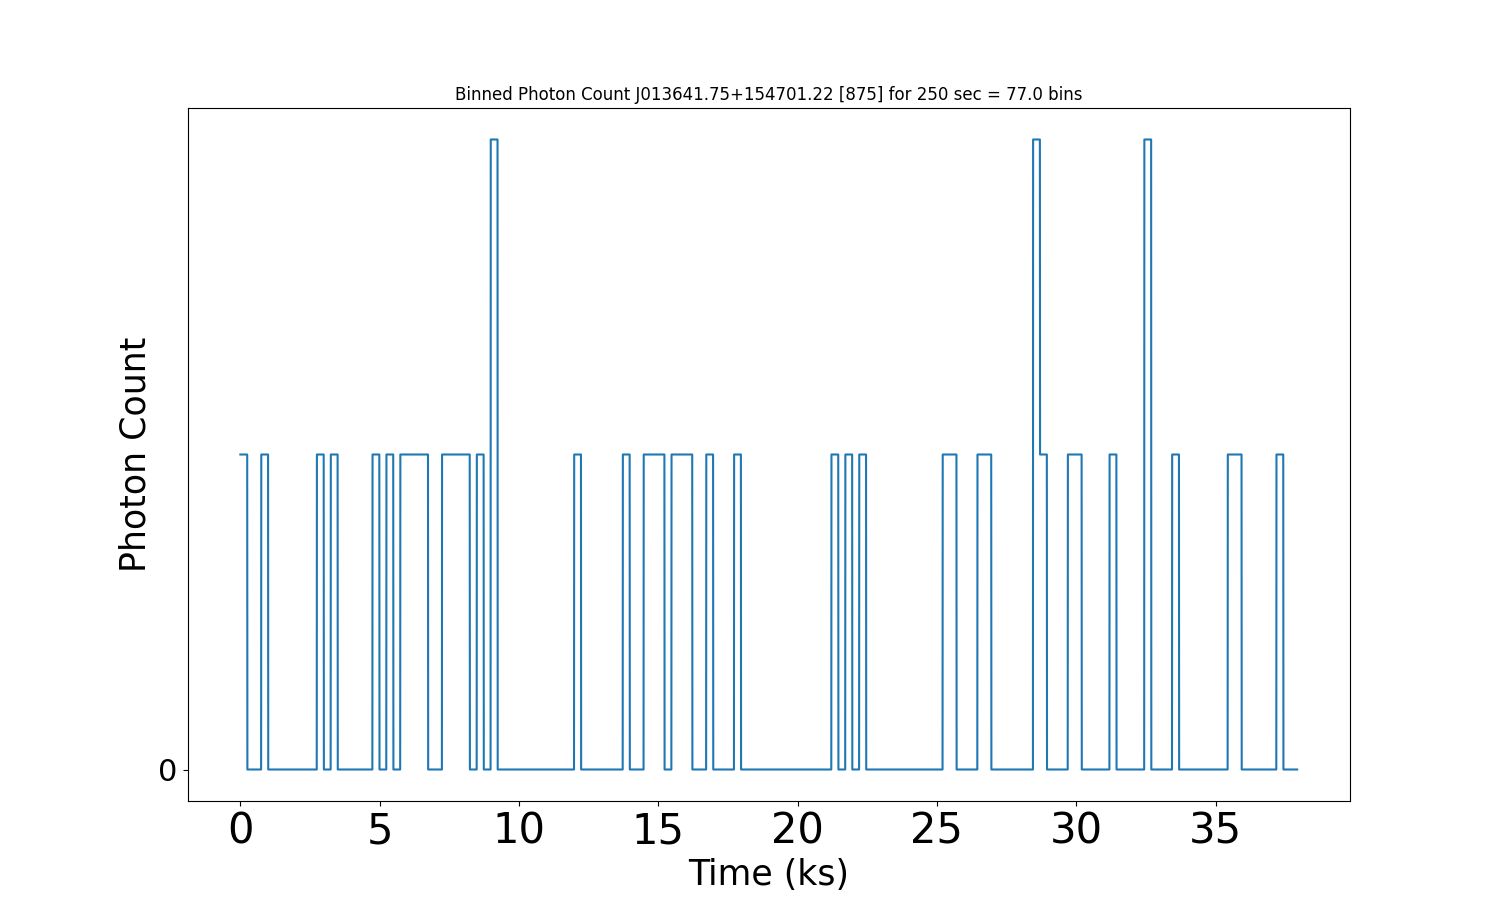 Binned Photon Count J013641.75+154701.22 [875] for 250 sec = 77.0 bins
Photon Count
0
0 5 10 15 20 25 30 35
Time (ks)